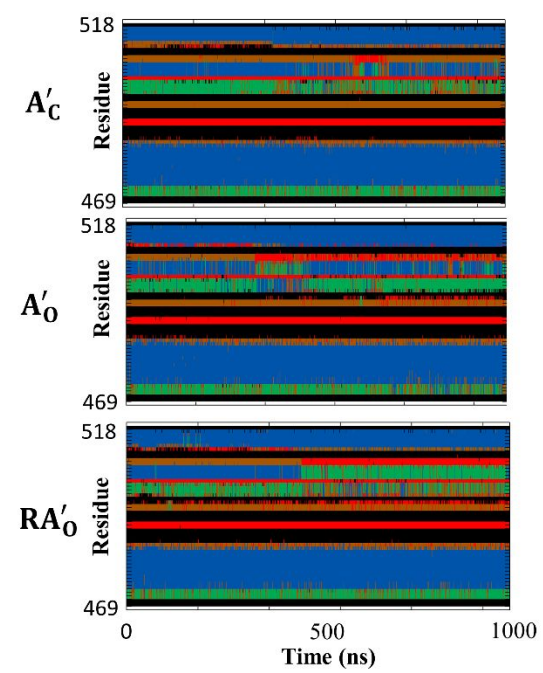 518
A′C
Residue
469
518
A′O
Residue
469
518
RA′O
Residue
469
0 500 1000
Time (ns)